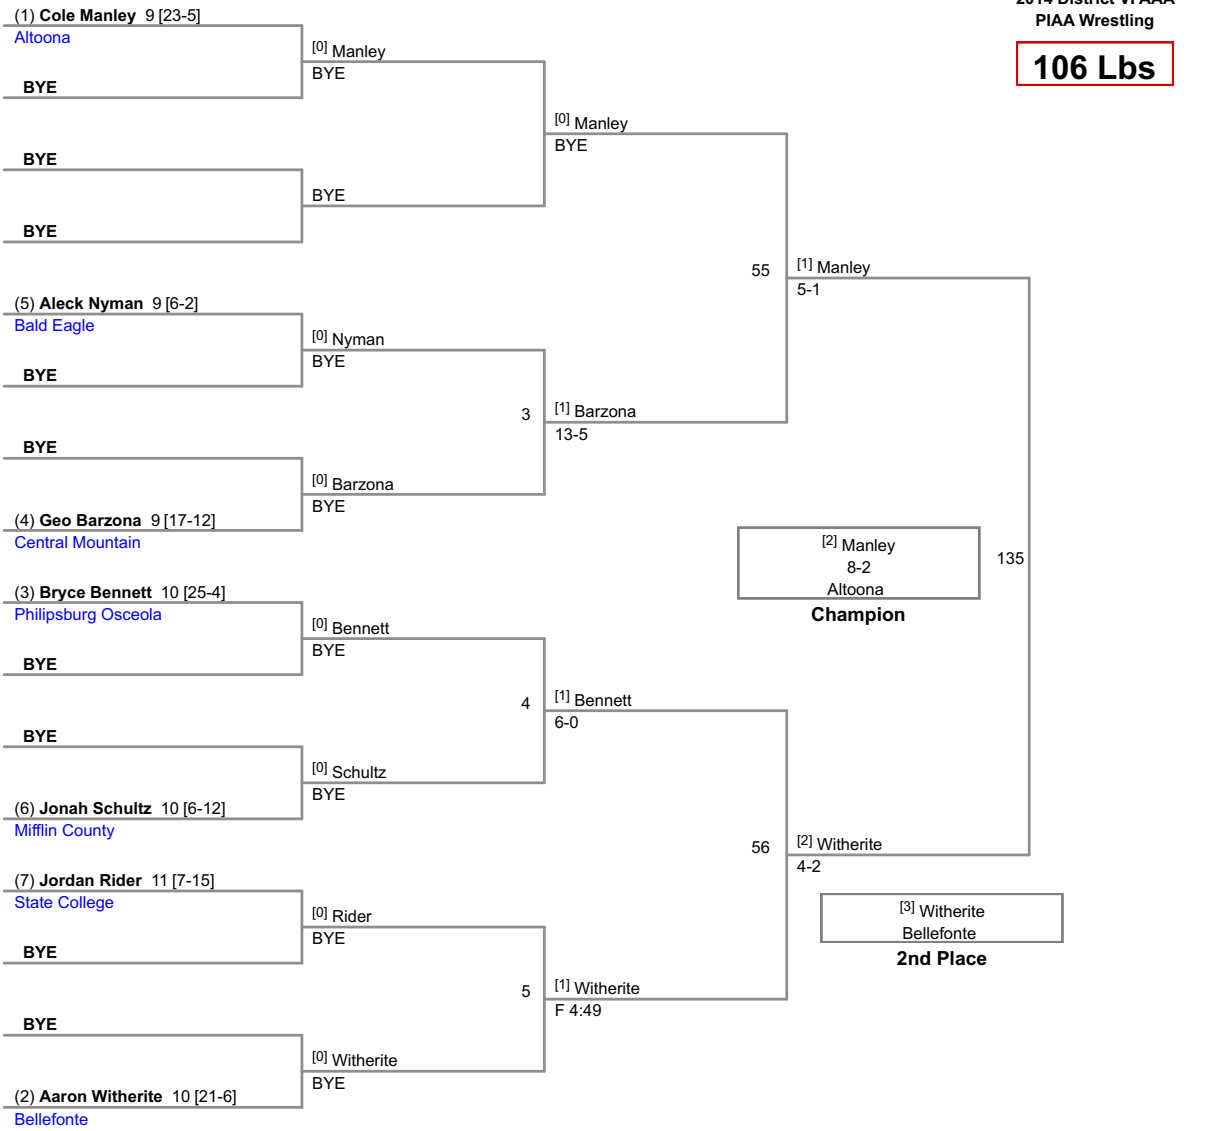 2014 District VI AAA
PIAA Wrestling
106 Lbs
(1) Cole Manley 9 [23-5]
Altoona
[0] Manley
BYE
BYE
[0] Manley
BYE
BYE
BYE
BYE
55
[1] Manley
5-1
(5) Aleck Nyman 9 [6-2]
Bald Eagle
[0] Nyman
BYE
BYE
3
[1] Barzona
13-5
BYE
[0] Barzona
BYE
(4) Geo Barzona 9 [17-12]
Central Mountain
[2] Manley
8-2
Altoona
Champion
135
(3) Bryce Bennett 10 [25-4]
Philipsburg Osceola
[0] Bennett
BYE
BYE
4
[1] Bennett
6-0
BYE
[0] Schultz
BYE
(6) Jonah Schultz 10 [6-12]
Mifflin County
56
[2] Witherite
4-2
(7) Jordan Rider 11 [7-15]
State College
[0] Rider
BYE
BYE
[3] Witherite
Bellefonte
2nd Place
5
[1] Witherite
F 4:49
BYE
[0] Witherite
BYE
(2) Aaron Witherite 10 [21-6]
Bellefonte